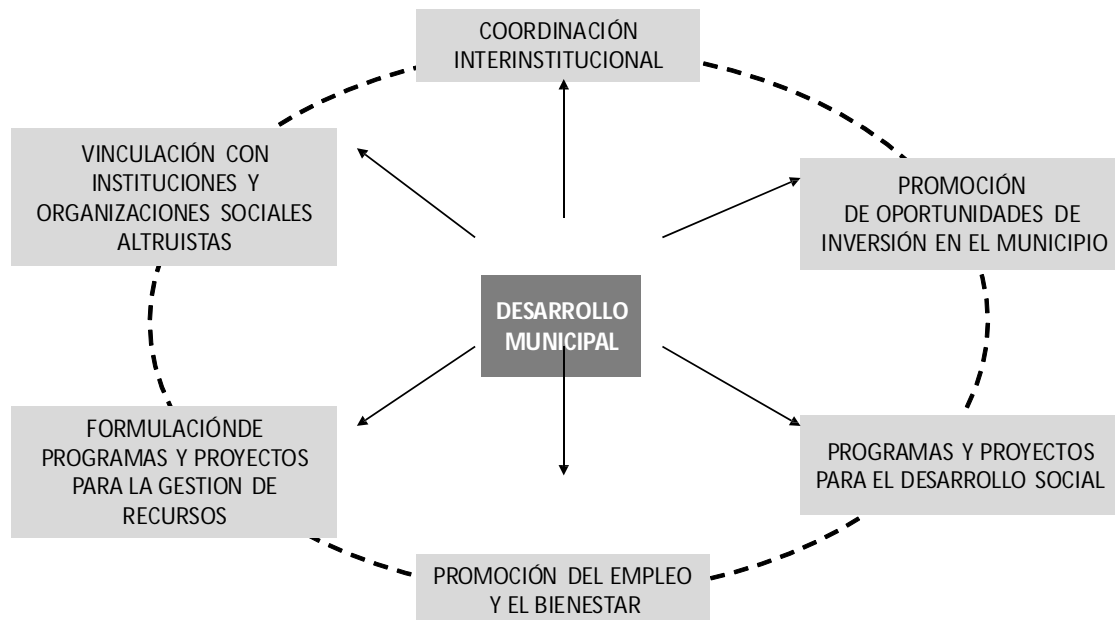 COORDINACIÓN
INTERINSTITUCIONAL
VINCULACIÓN CON
INSTITUCIONES Y
ORGANIZACIONES SOCIALES
ALTRUISTAS
PROMOCIÓN
DE OPORTUNIDADES DE
INVERSIÓN EN EL MUNICIPIO
DESARROLLO
MUNICIPAL
FORMULACIÓNDE
PROGRAMAS Y PROYECTOS
PARA LA GESTION DE
RECURSOS
PROGRAMAS Y PROYECTOS
PARA EL DESARROLLO SOCIAL
PROMOCIÓN DEL EMPLEO
Y EL BIENESTAR